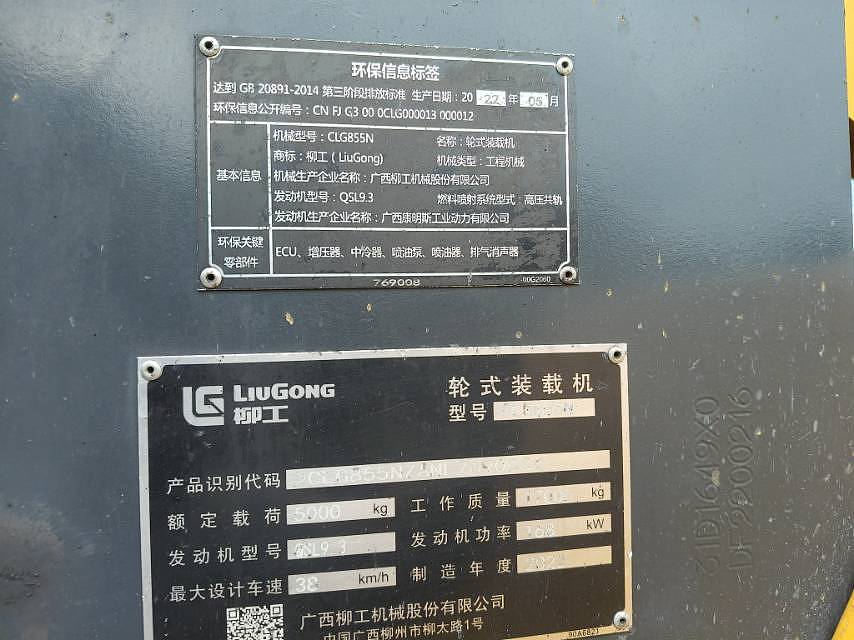 环保信息标签
达到 GB 20891-2014 第三阶段排放标准 生产日期：20 22 年 05 月
环保信息公开编号：CN FJ G3 00 0CLG000013 000012
基本信息
机械型号：CLG855N 名称：轮式装载机
商标：柳工（LiuGong） 机械类型：工程机械
机械生产企业名称：广西柳工机械股份有限公司
发动机型号：QSL9.3 燃料喷射系统型式：高压共轨
发动机生产企业名称：广西康明斯工业动力有限公司
环保关键零部件
ECU、增压器、中冷器、喷油泵、喷油器、排气消声器
769008 00G2060
LIUGONG
柳工
轮式装载机
型号
产品识别代码
额定载荷 5000 kg 工作质量 kg
发动机型号 QSL9.3 发动机功率 168 kW
最大设计车速 38 km/h 制造年度 2022
广西柳工机械股份有限公司
中国广西柳州市柳太路1号
90A6821
31D1649X0